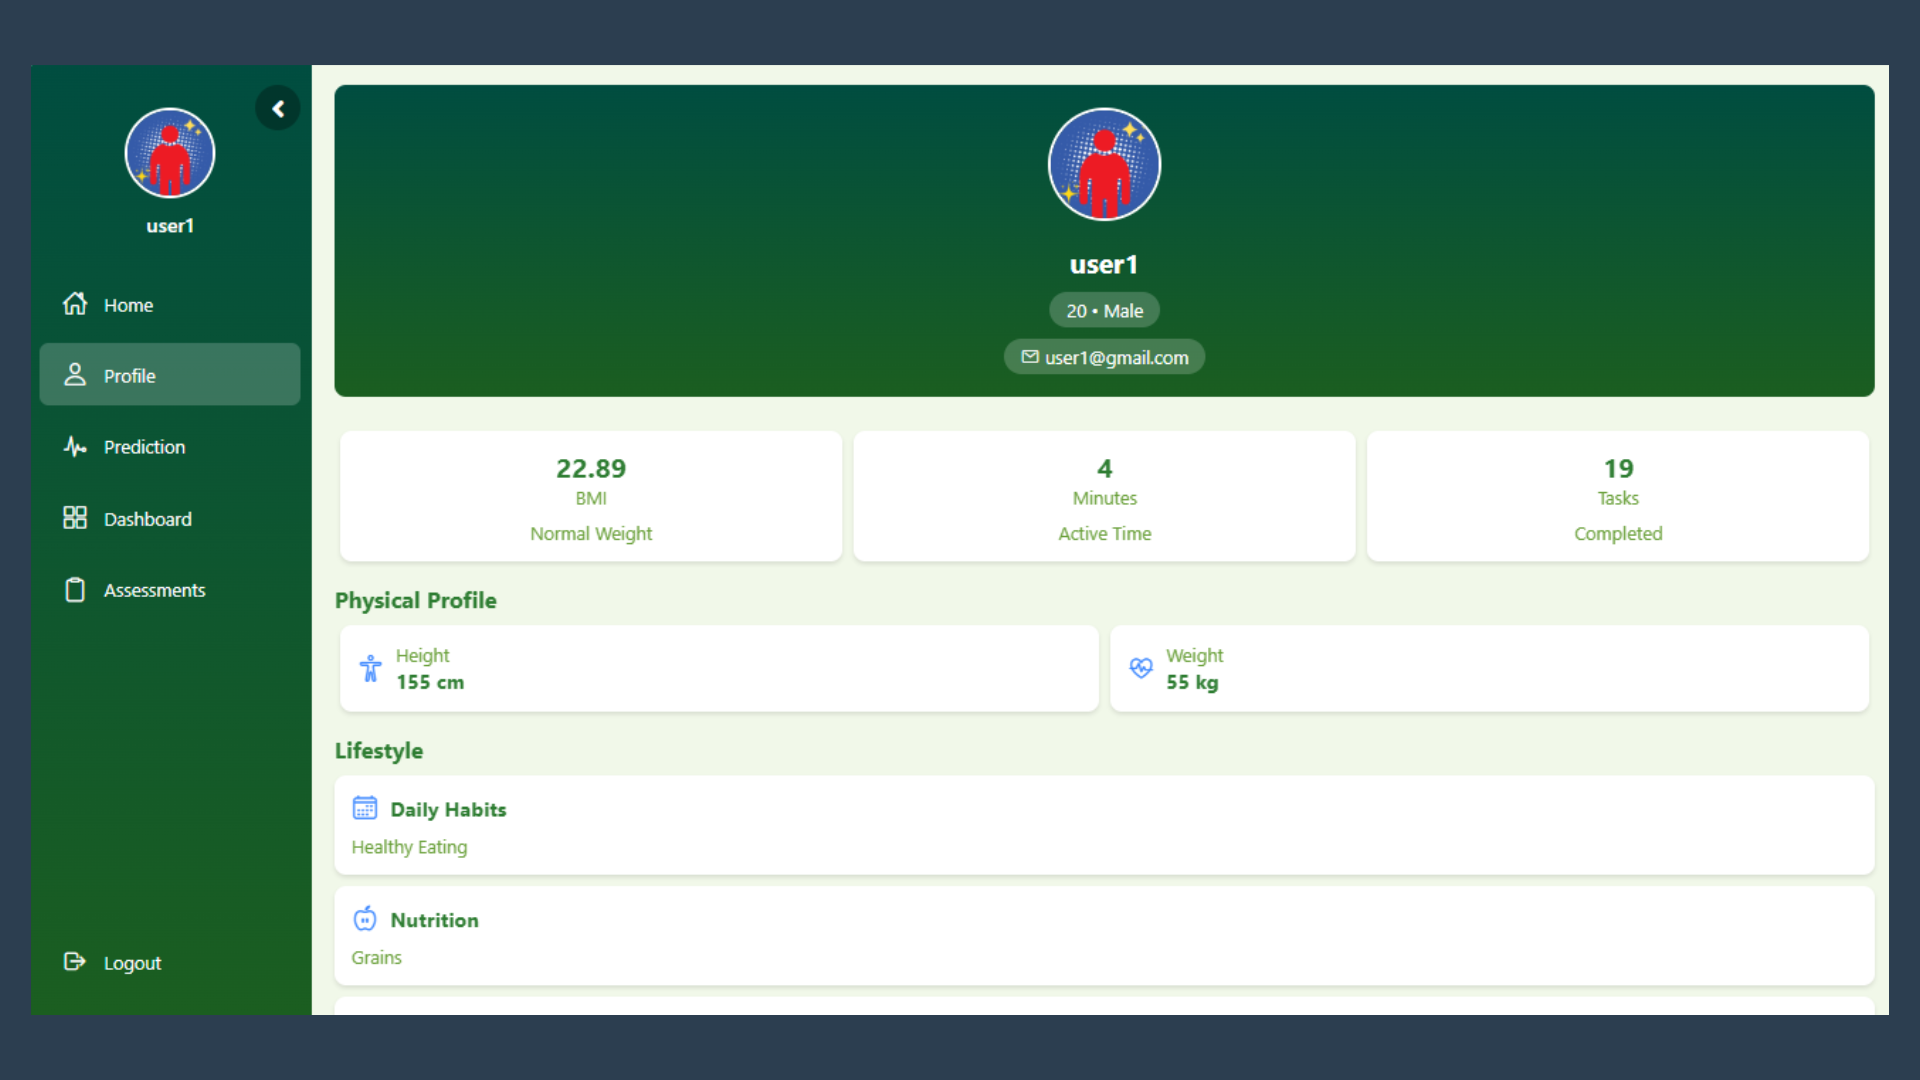 user1
Home
Profile
Prediction
Dashboard
Assessments
Logout
user1
20 • Male
user1@gmail.com
22.89
BMI
Normal Weight
4
Minutes
Active Time
19
Tasks
Completed
Physical Profile
Height
155 cm
Weight
55 kg
Lifestyle
Daily Habits
Healthy Eating
Nutrition
Grains